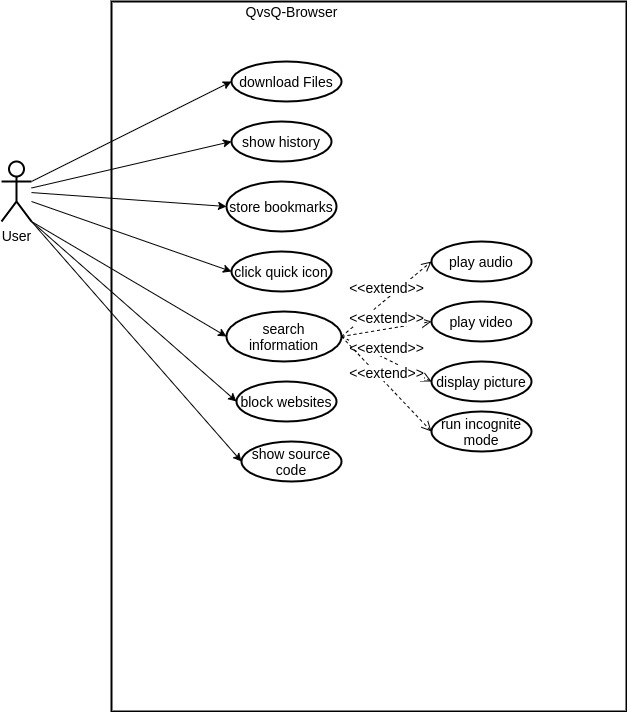 QvsQ-Browser
download Files
show history
store bookmarks
User
click quick icon
search
information
block websites
show source
code
<<extend>>
<<extend>>
<<extend>>
<<extend>>
play audio
play video
display picture
run incognite
mode